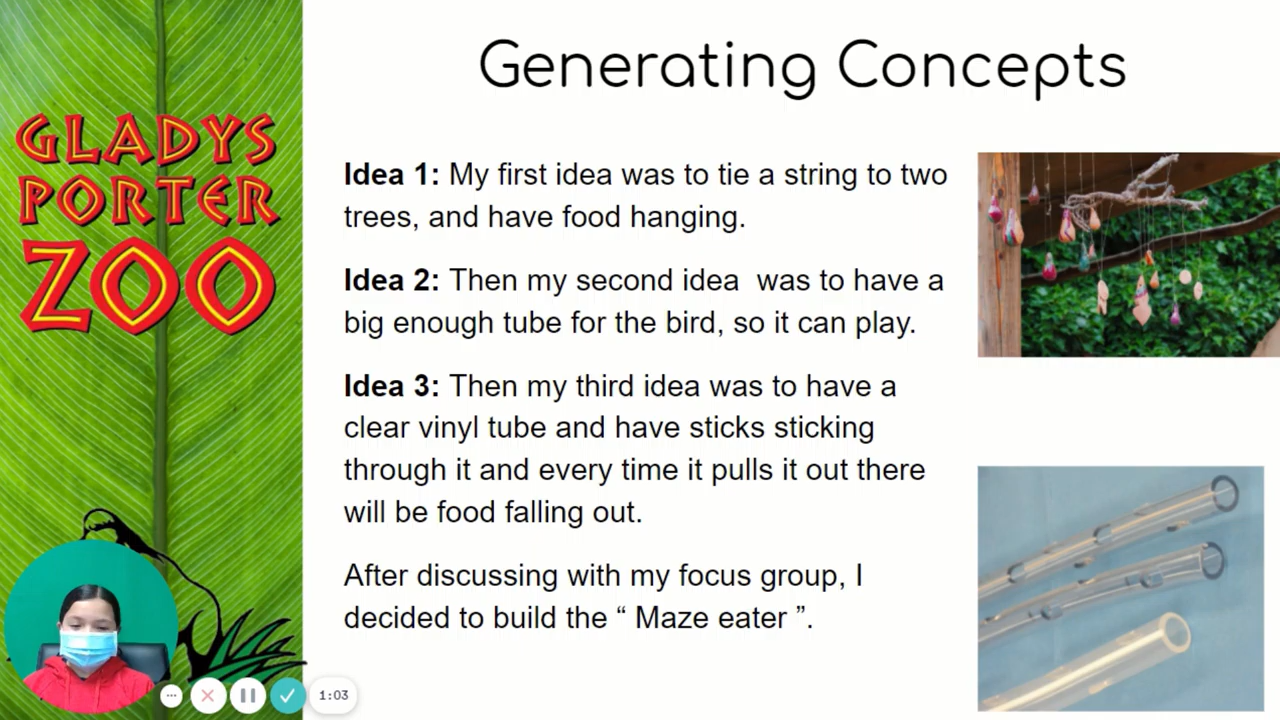 Generating Concepts
GLADYS
PORTER
ZOO
Idea 1: My first idea was to tie a string to two
trees, and have food hanging.
Idea 2: Then my second idea  was to have a
big enough tube for the bird, so it can play.
Idea 3: Then my third idea was to have a
clear vinyl tube and have sticks sticking
through it and every time it pulls it out there
will be food falling out.
After discussing with my focus group, I
decided to build the “ Maze eater ”.
1:03